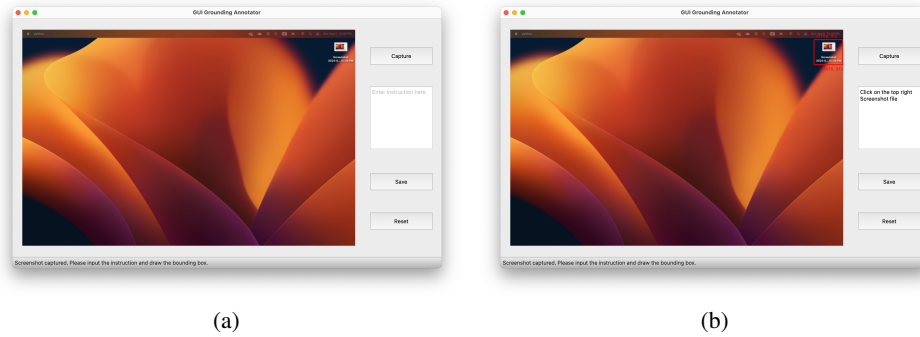 GUI Grounding Annotator
Screenshot
Capture
Enter instruction here.
Save
Reset
Screenshot captured. Please input the instruction and draw the bounding box.
(a)
GUI Grounding Annotator
Screenshot
Capture
Click on the top right
Screenshot file
Save
Reset
Screenshot captured. Please input the instruction and draw the bounding box.
(b)